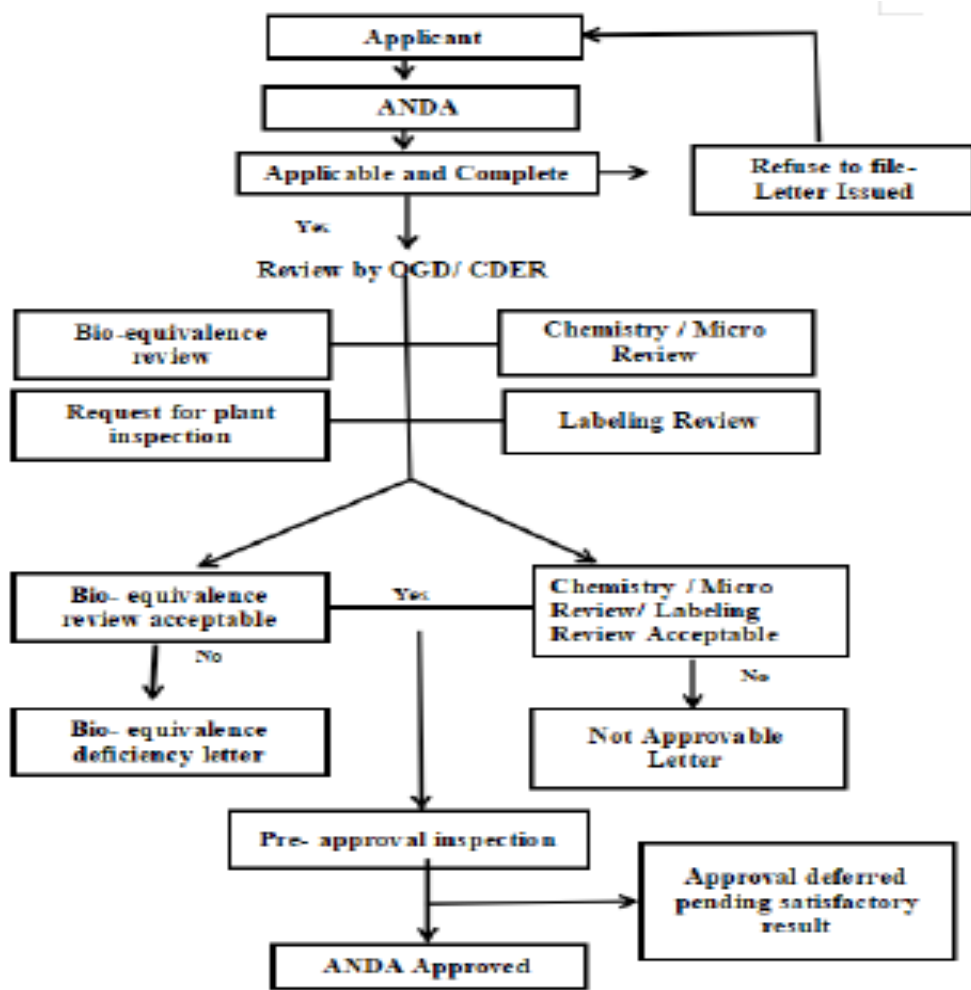 Applicant
ANDA
Applicable and Complete
Refuse to file-
Letter Issued
Yes
Review by OGD/ CDER
Bio-equivalence
review
Chemistry / Micro
Review
Request for plant
inspection
Labeling Review
Bio- equivalence
review acceptable
Yes
Chemistry / Micro
Review/ Labeling
Review Acceptable
No
No
Bio- equivalence
deficiency letter
Not Approvable
Letter
Pre- approval inspection
Approval deferred
pending satisfactory
result
ANDA Approved